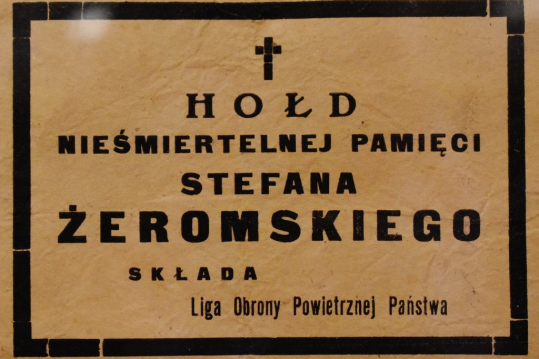 HOŁD
NIEŚMIERTELNEJ PAMIĘCI
STEFANA
ŻEROMSKIEGO
SKŁADA
Liga Obrony Powietrznej Państwa